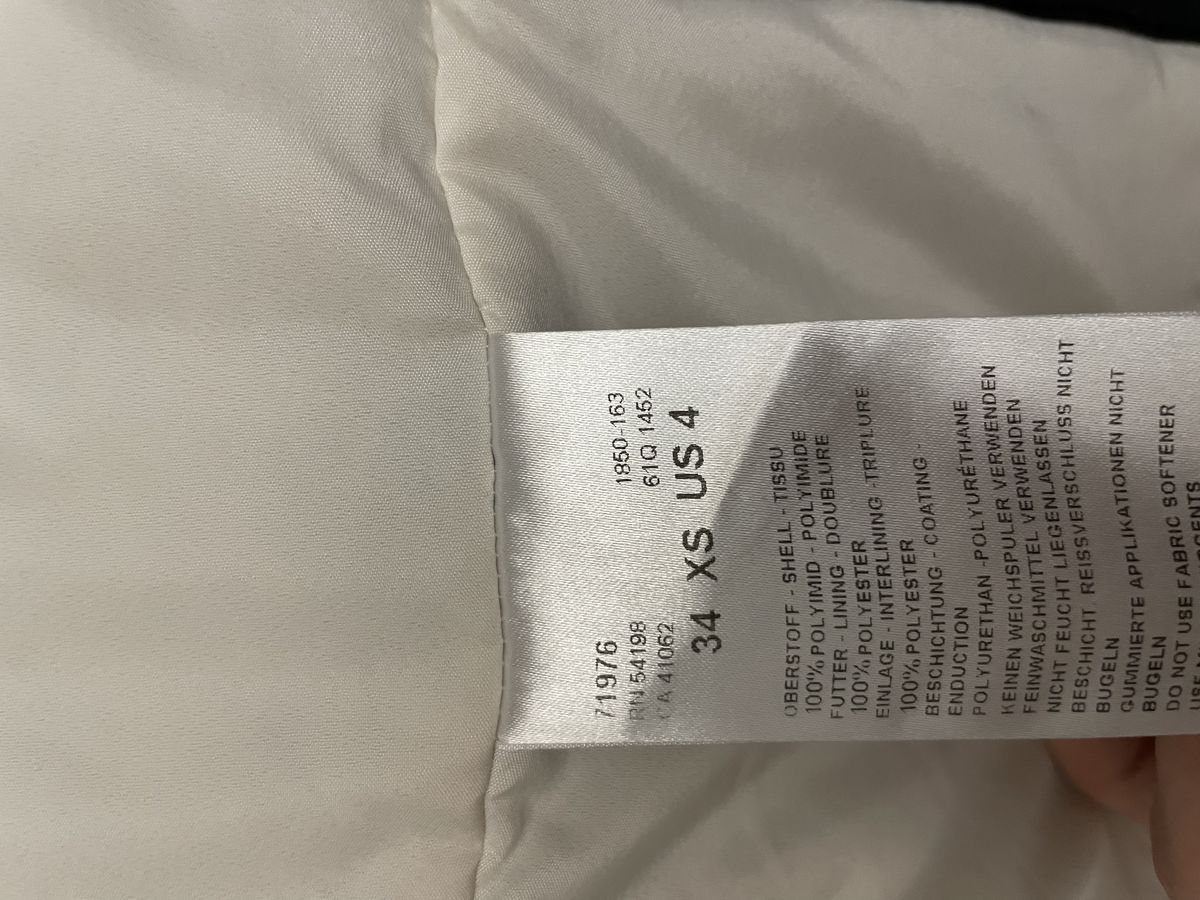 71976 1850-163
RN 54198 61Q 1452
CA 41062
34 XS US 4
OBERSTOFF - SHELL - TISSU
100% POLYIMID - POLYIMIDE
FUTTER - LINING - DOUBLURE
100% POLYESTER
EINLAGE - INTERLINING -TRIPLURE
100% POLYESTER
BESCHICHTUNG - COATING -
ENDUCTION
POLYURETHAN -POLYURÉTHANE
KEINEN WEICHSPULER VERWENDEN
FEINWASCHMITTEL VERWENDEN
NICHT FEUCHT LIEGENLASSEN
BESCHICHT. REISSVERSCHLUSS NICHT
BUGELN
GUMMIERTE APPLIKATIONEN NICHT
BUGELN
DO NOT USE FABRIC SOFTENER
USE